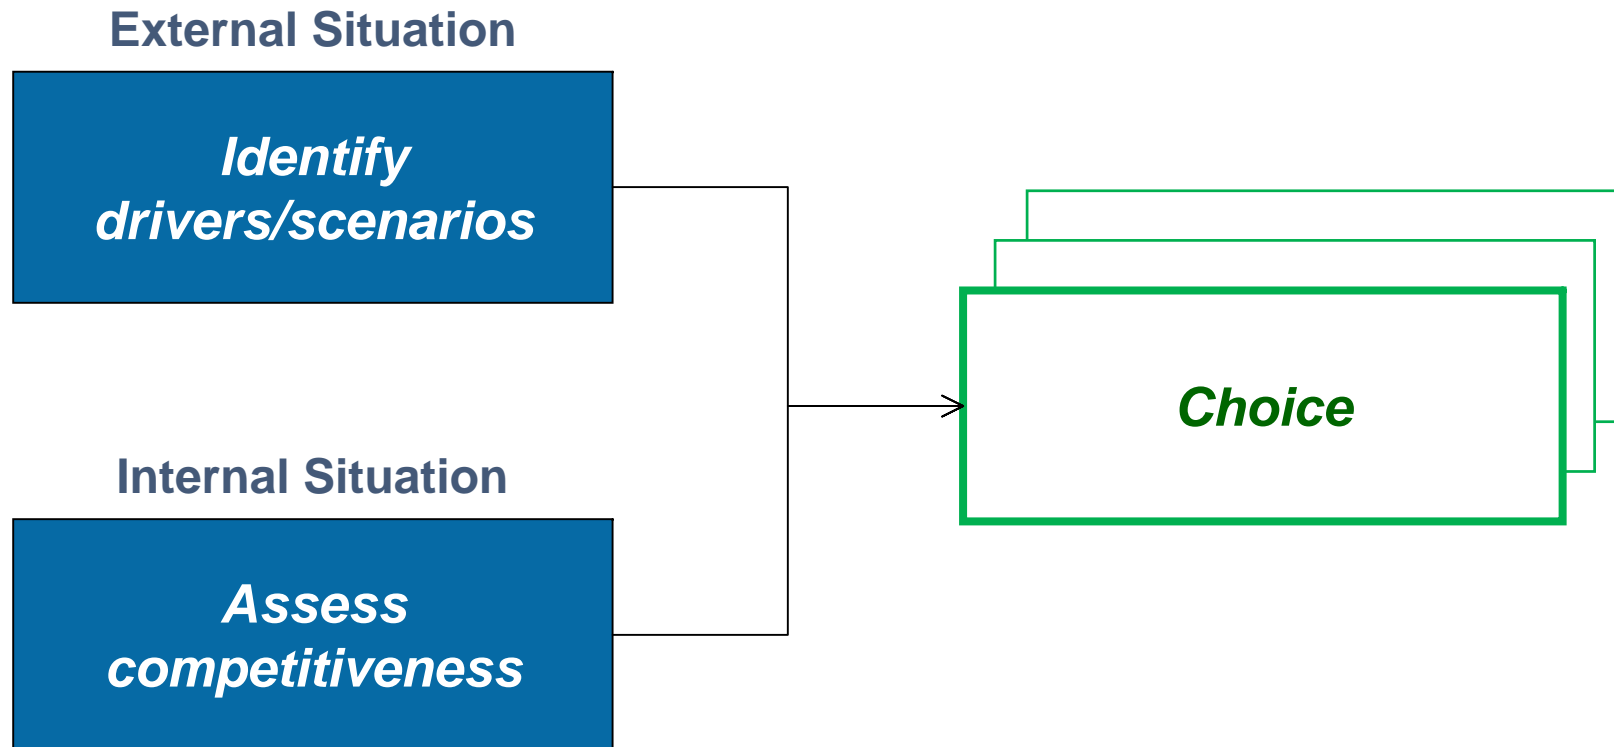 External Situation
Identify
drivers/scenarios
Choice
Internal Situation
Assess
competitiveness